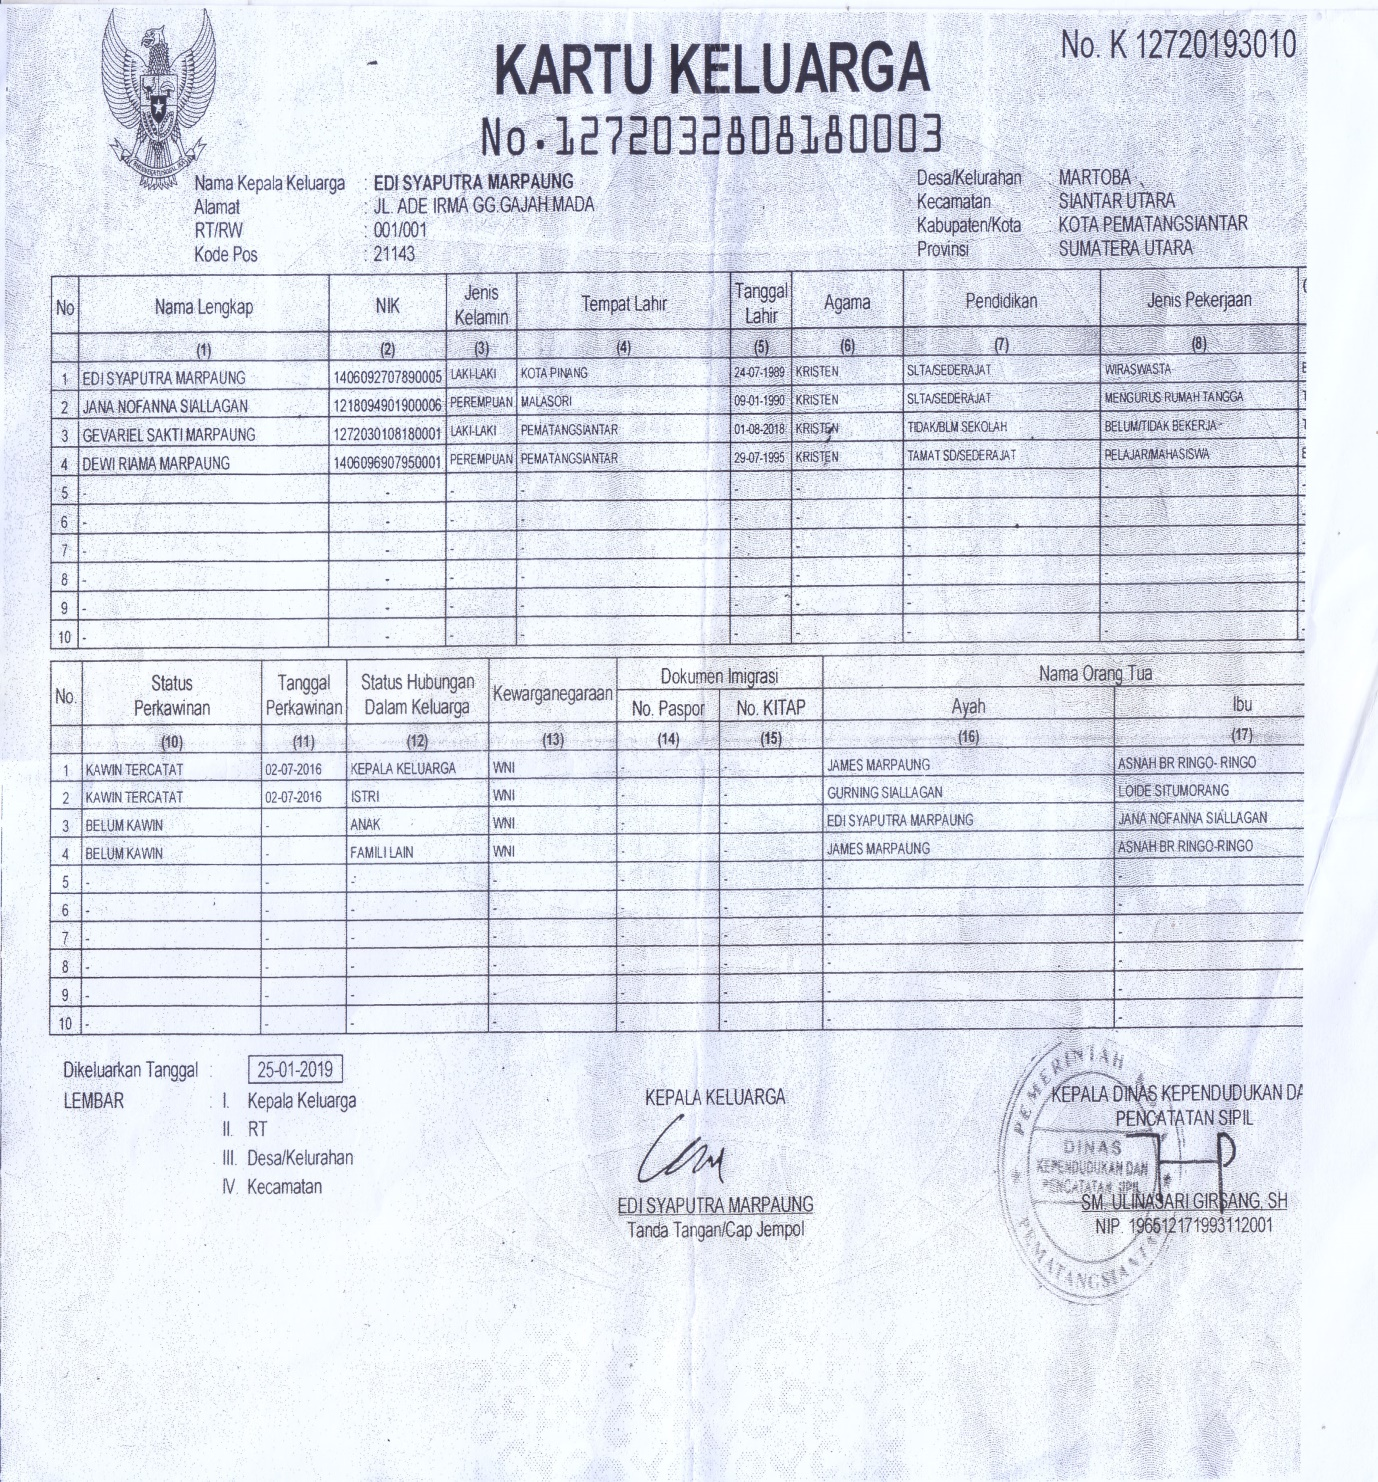 No. K 12720193010
KARTU KELUARGA
No.1272032808180003
Nama Kepala Keluarga : EDI SYAPUTRA MARPAUNG
Alamat : JL. ADE IRMA GG.GAJAH MADA
RT/RW : 001/001
Kode Pos : 21143
Desa/Kelurahan : MARTOBA
Kecamatan : SIANTAR UTARA
Kabupaten/Kota : KOTA PEMATANGSIANTAR
Provinsi : SUMATERA UTARA
No Nama Lengkap NIK Jenis Kelamin Tempat Lahir Tanggal Lahir Agama Pendidikan Jenis Pekerjaan
(1) (2) (3) (4) (5) (6) (7) (8)
1 EDI SYAPUTRA MARPAUNG 1406092707890005 LAKI-LAKI KOTA PINANG 24-07-1989 KRISTEN SLTA/SEDERAJAT WIRASWASTA
2 JANA NOFANNA SIALLAGAN 1218094901900006 PEREMPUAN MALASORI 09-01-1990 KRISTEN SLTA/SEDERAJAT MENGURUS RUMAH TANGGA
3 GEVARIEL SAKTI MARPAUNG 1272030108180001 LAKI-LAKI PEMATANGSIANTAR 01-08-2018 KRISTEN TIDAK/BLM SEKOLAH BELUM/TIDAK BEKERJA
4 DEWI RIAMA MARPAUNG 1406096907950001 PEREMPUAN PEMATANGSIANTAR 29-07-1995 KRISTEN TAMAT SD/SEDERAJAT PELAJAR/MAHASISWA
5 - - - - - - - -
6 - - - - - - - -
7 - - - - - - - -
8 - - - - - - - -
9 - - - - - - - -
10 - - - - - - - -
No. Status Perkawinan Tanggal Perkawinan Status Hubungan Dalam Keluarga Kewarganegaraan Dokumen Imigrasi Nama Orang Tua
No. Paspor No. KITAP Ayah Ibu
(10) (11) (12) (13) (14) (15) (16) (17)
1 KAWIN TERCATAT 02-07-2016 KEPALA KELUARGA WNI - - JAMES MARPAUNG ASNAH BR RINGO- RINGO
2 KAWIN TERCATAT 02-07-2016 ISTRI WNI - - GURNING SIALLAGAN LOIDE SITUMORANG
3 BELUM KAWIN - ANAK WNI - - EDI SYAPUTRA MARPAUNG JANA NOFANNA SIALLAGAN
4 BELUM KAWIN - FAMILI LAIN WNI - - JAMES MARPAUNG ASNAH BR RINGO-RINGO
5 - - - - - - - -
6 - - - - - - - -
7 - - - - - - - -
8 - - - - - - - -
9 - - - - - - - -
10 - - - - - - - -
Dikeluarkan Tanggal : 25-01-2019
LEMBAR : I. Kepala Keluarga
II. RT
III. Desa/Kelurahan
IV. Kecamatan
KEPALA KELUARGA
EDI SYAPUTRA MARPAUNG
Tanda Tangan/Cap Jempol
KEPALA DINAS KEPENDUDUKAN DA
PENCATATAN SIPIL
PEMERINTAH
DINAS
KEPENDUDUKAN DAN
PENCATATAN SIPIL
PEMATANGSIANTAR
SM. ULINASARI GIRSANG, SH
NIP. 196512171993112001